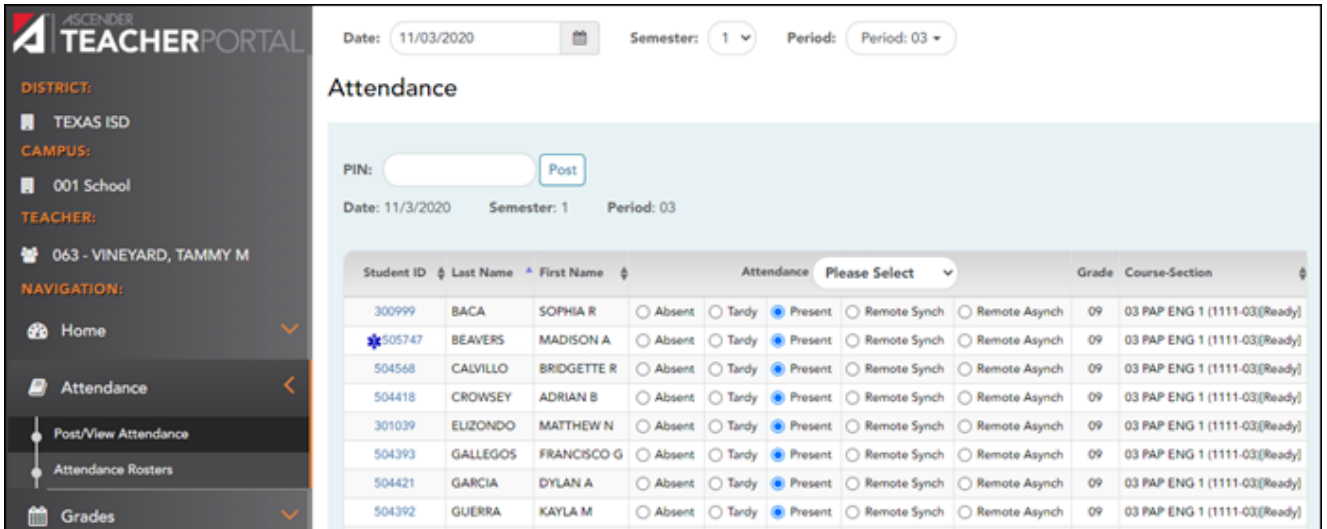 ASCENDER
TEACHERPORTAL
DISTRICT:
TEXAS ISD
CAMPUS:
001 School
TEACHER:
063 - VINEYARD, TAMMY M
NAVIGATION:
Home
Attendance
Post/View Attendance
Attendance Rosters
Grades
Date: 11/03/2020 Semester: 1 Period: Period: 03
Attendance
PIN: Post
Date: 11/3/2020 Semester: 1 Period: 03
Student ID Last Name First Name Attendance Please Select Grade Course-Section
300999 BACA SOPHIA R Absent Tardy Present Remote Synch Remote Asynch 09 03 PAP ENG 1 (1111-03)[Ready]
505747 BEAVERS MADISON A Absent Tardy Present Remote Synch Remote Asynch 09 03 PAP ENG 1 (1111-03)[Ready]
504568 CALVILLO BRIDGETTE R Absent Tardy Present Remote Synch Remote Asynch 09 03 PAP ENG 1 (1111-03)[Ready]
504418 CROWSEY ADRIAN B Absent Tardy Present Remote Synch Remote Asynch 09 03 PAP ENG 1 (1111-03)[Ready]
301039 ELIZONDO MATTHEW N Absent Tardy Present Remote Synch Remote Asynch 09 03 PAP ENG 1 (1111-03)[Ready]
504393 GALLEGOS FRANCISCO G Absent Tardy Present Remote Synch Remote Asynch 09 03 PAP ENG 1 (1111-03)[Ready]
504421 GARCIA DYLAN A Absent Tardy Present Remote Synch Remote Asynch 09 03 PAP ENG 1 (1111-03)[Ready]
504392 GUERRA KAYLA M Absent Tardy Present Remote Synch Remote Asynch 09 03 PAP ENG 1 (1111-03)[Ready]